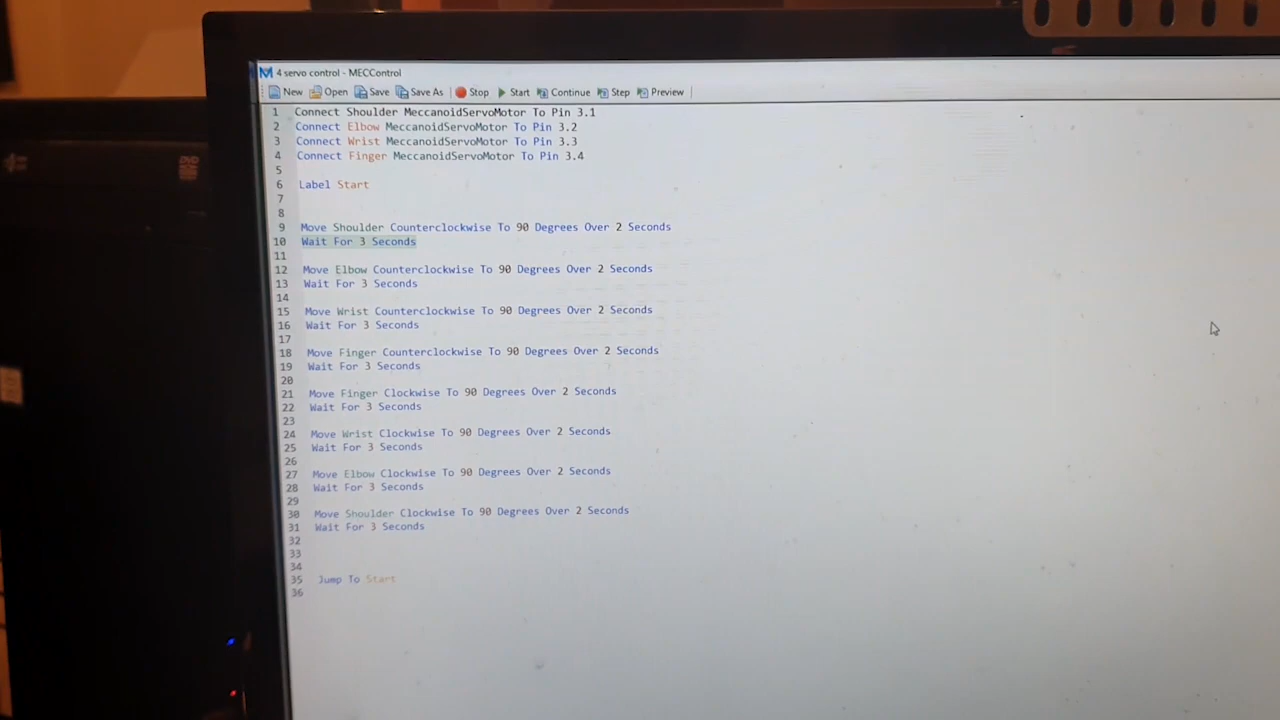 4 servo control - MECControl
New Open Save Save As Stop Start Continue Step Preview
1 Connect Shoulder MeccanoidServoMotor To Pin 3.1
2 Connect Elbow MeccanoidServoMotor To Pin 3.2
3 Connect Wrist MeccanoidServoMotor To Pin 3.3
4 Connect Finger MeccanoidServoMotor To Pin 3.4
5
6 Label Start
7
8
9 Move Shoulder Counterclockwise To 90 Degrees Over 2 Seconds
10 Wait For 3 Seconds
11
12 Move Elbow Counterclockwise To 90 Degrees Over 2 Seconds
13 Wait For 3 Seconds
14
15 Move Wrist Counterclockwise To 90 Degrees Over 2 Seconds
16 Wait For 3 Seconds
17
18 Move Finger Counterclockwise To 90 Degrees Over 2 Seconds
19 Wait For 3 Seconds
20
21 Move Finger Clockwise To 90 Degrees Over 2 Seconds
22 Wait For 3 Seconds
23
24 Move Wrist Clockwise To 90 Degrees Over 2 Seconds
25 Wait For 3 Seconds
26
27 Move Elbow Clockwise To 90 Degrees Over 2 Seconds
28 Wait For 3 Seconds
29
30 Move Shoulder Clockwise To 90 Degrees Over 2 Seconds
31 Wait For 3 Seconds
32
33
34
35 Jump To Start
36